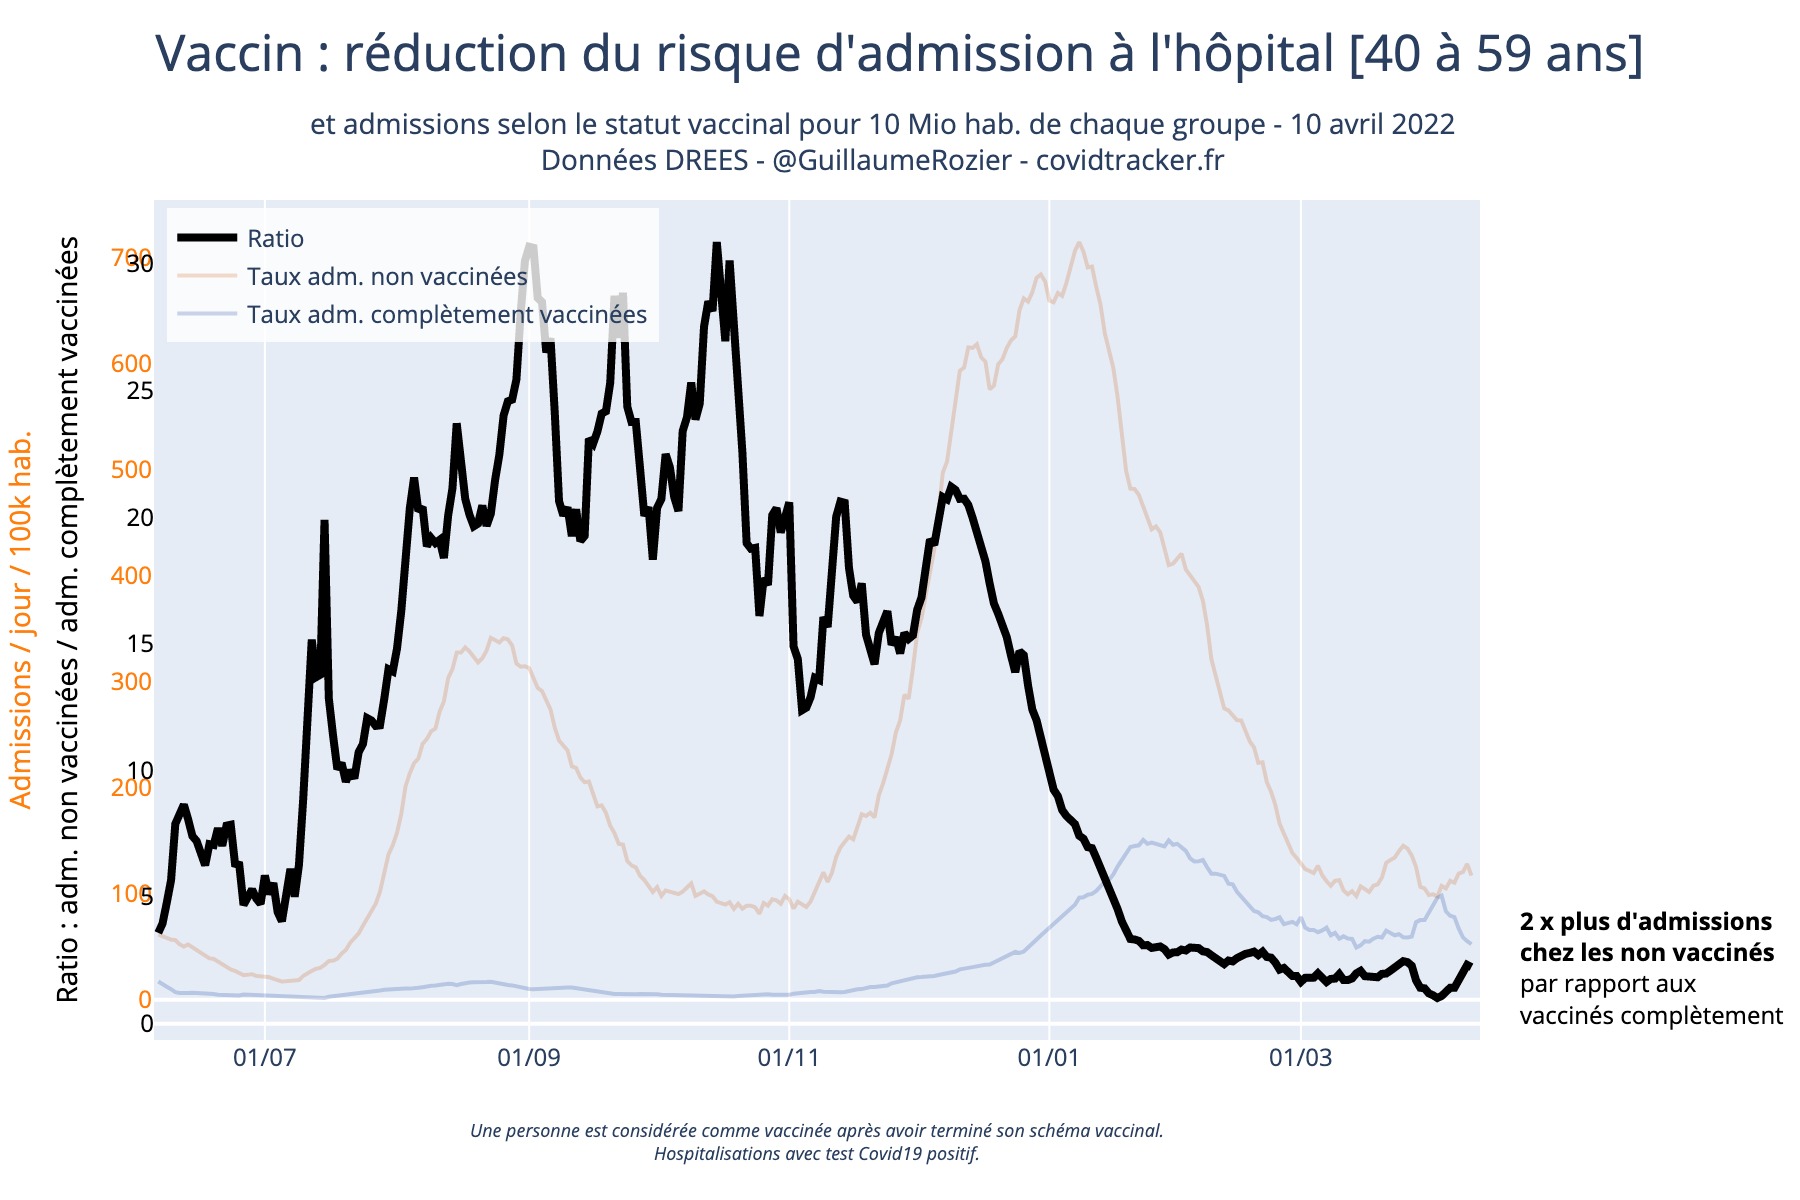 Vaccin : réduction du risque d'admission à l'hôpital [40 à 59 ans]
et admissions selon le statut vaccinal pour 10 Mio hab. de chaque groupe - 10 avril 2022
Données DREES - @GuillaumeRozier - covidtracker.fr
Admissions / jour / 100k hab.
Ratio : adm. non vaccinées / adm. complètement vaccinées
Ratio
Taux adm. non vaccinées
Taux adm. complètement vaccinées
700
30
600
25
500
20
400
15
300
10
200
100
5
0
0
01/07
01/09
01/11
01/01
01/03
2 x plus d'admissions
chez les non vaccinés
par rapport aux
vaccinés complètement
Une personne est considérée comme vaccinée après avoir terminé son schéma vaccinal.
Hospitalisations avec test Covid19 positif.